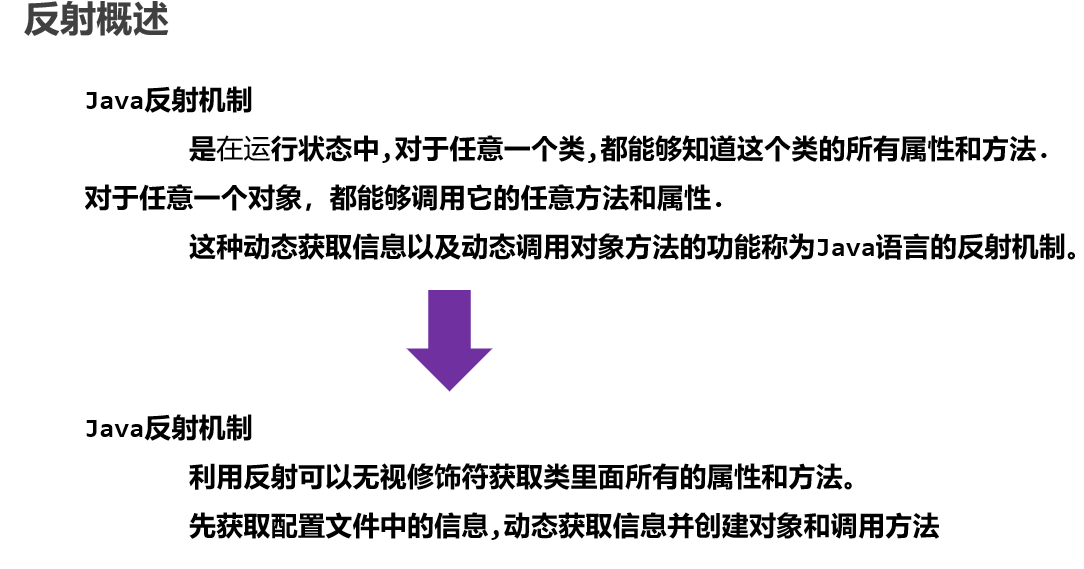 反射概述
Java反射机制
是在运行状态中,对于任意一个类,都能够知道这个类的所有属性和方法.
对于任意一个对象，都能够调用它的任意方法和属性.
这种动态获取信息以及动态调用对象方法的功能称为Java语言的反射机制。
Java反射机制
利用反射可以无视修饰符获取类里面所有的属性和方法。
先获取配置文件中的信息,动态获取信息并创建对象和调用方法